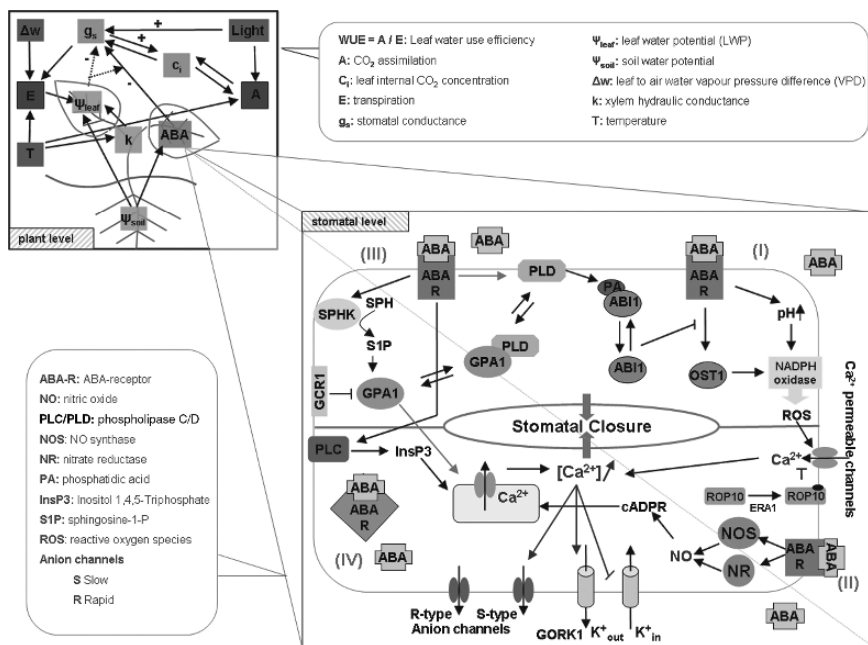 Δw
gs
Light
ci
E
Ψleaf
A
k
ABA
T
Ψsoil
plant level
+
+
-
-
WUE = A / E: Leaf water use efficiency
A: CO2 assimilation
Ci: leaf internal CO2 concentration
E: transpiration
gs: stomatal conductance
Ψleaf: leaf water potential (LWP)
Ψsoil: soil water potential
Δw: leaf to air water vapour pressure difference (VPD)
k: xylem hydraulic conductance
T: temperature
stomatal level
(III)
ABA
ABA
R
ABA
PLD
PA
ABI1
ABI1
ABA
ABA
R
(I)
ABA
pH
SPHK
SPH
S1P
GCR1
GPA1
PLD
GPA1
OST1
NADPH
oxidase
ROS
Ca2+
Ca2+ permeable channels
Stomatal Closure
PLC
InsP3
[Ca2+]
Ca2+
cADPR
ROP10
ERA1
ROP10
NOS
NO
NR
ABA
R
ABA
ABA
(II)
ABA
ABA
ABA
R
(IV)
ABA
R-type
Anion channels
S-type
GORK1
K+out
K+in
ABA-R: ABA-receptor
NO: nitric oxide
PLC/PLD: phospholipase C/D
NOS: NO synthase
NR: nitrate reductase
PA: phosphatidic acid
InsP3: Inositol 1,4,5-Triphosphate
S1P: sphingosine-1-P
ROS: reactive oxygen species
Anion channels
S Slow
R Rapid